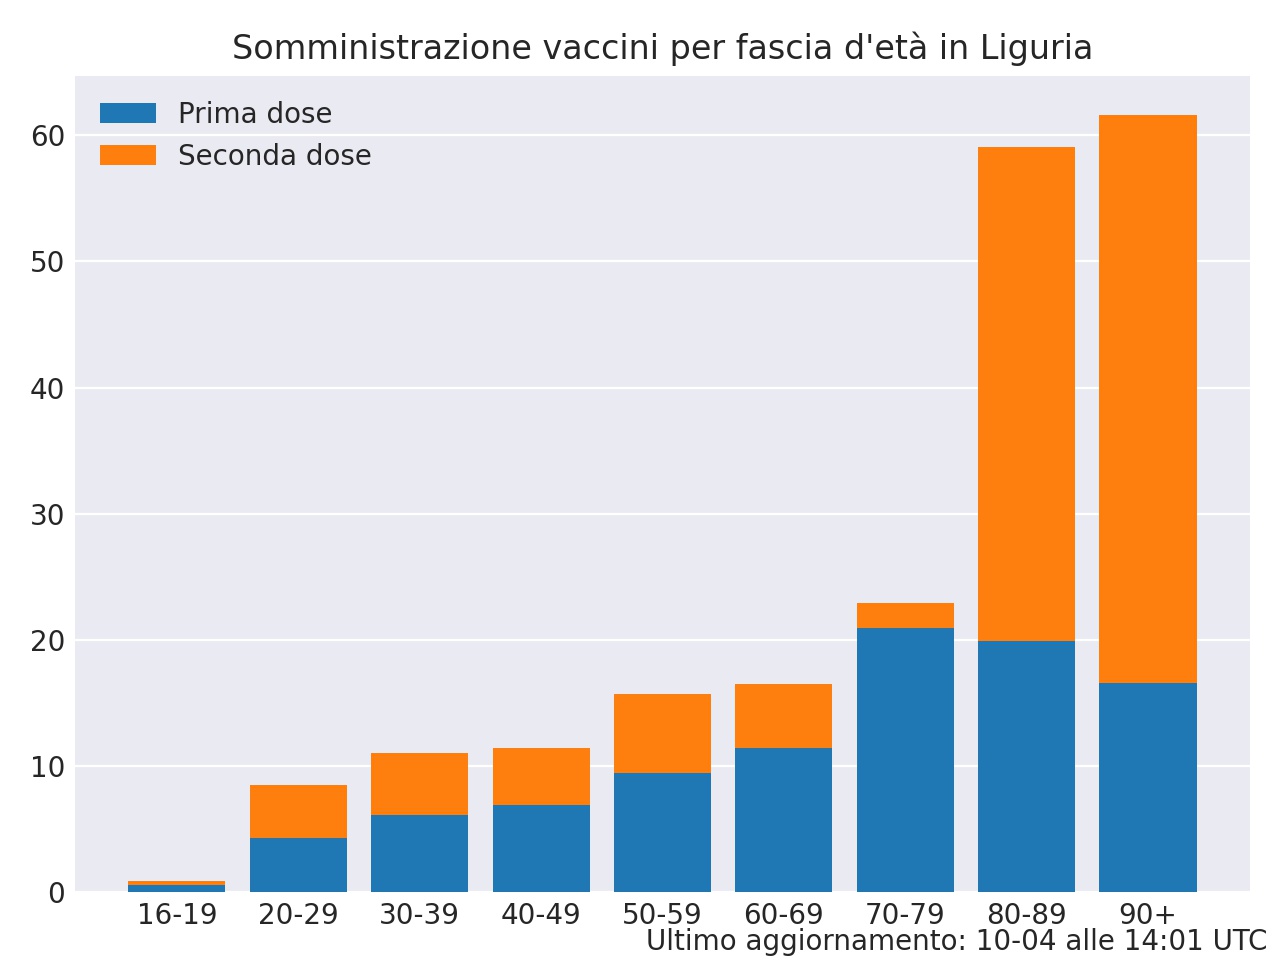 Somministrazione vaccini per fascia d'età in Liguria
Prima dose
Seconda dose
60
50
40
30
20
10
0
16-19 20-29 30-39 40-49 50-59 60-69 70-79 80-89 90+
Ultimo aggiornamento: 10-04 alle 14:01 UTC